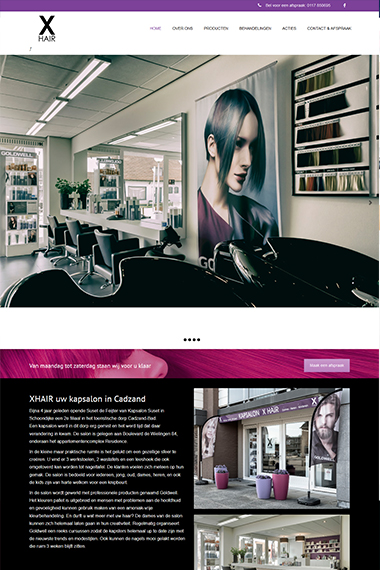 Bel voor een afspraak:
X
HAIR
HOME OVER ONS PRODUCTEN BEHANDELINGEN ACTIES CONTACT & AFSPRAAK
GOLDWELL
Van maandag tot zaterdag staan wij voor u klaar
Maak een afspraak
XHAIR uw kapsalon in Cadzand
Bijna 4 jaar geleden opende Suset de Feijter van Kapsalon Suset in
Schoondijke een 2e filiaal in het toeristische dorp Cadzand-Bad.
Een kapsalon werd in dit dorp erg gemist en het werd tijd dat daar
verandering in kwam. De salon is gelegen aan Boulevard de Wielingen 84,
onderaan het appartementencomplex Residence.
In de kleine maar praktische ruimte is het gelukt om een gezellige sfeer te
creëren. U vind er 3 werkstoelen, 2 wastafels en een leeshoek die ook
omgetoverd kan worden tot nageltafel. De klanten voelen zich meteen op hun
gemak. De salon is bedoeld voor iedereen, jong, oud, dames, heren, en ook
de kids zijn van harte welkom voor een knipbeurt.
In de salon wordt gewerkt met professionele producten genaamd Goldwell.
Het kleuren pallet is uitgebreid en mensen met problemen aan de hoofdhuid
en gevoeligheid kunnen gebruik maken van een amoniak vrije
kleurbehandeling. En durft u wat meer met uw haar? De dames van de salon
kunnen zich helemaal laten gaan in hun creativiteit. Regelmatig organiseert
Goldwell een reeks cursussen zodat de kapsters helemaal up to date zijn met
de nieuwste trends en modestijlen. Ook kunnen de nagels mooi gelakt worden
die ruim 3 weken blijft zitten.
KAPSALON X HAIR